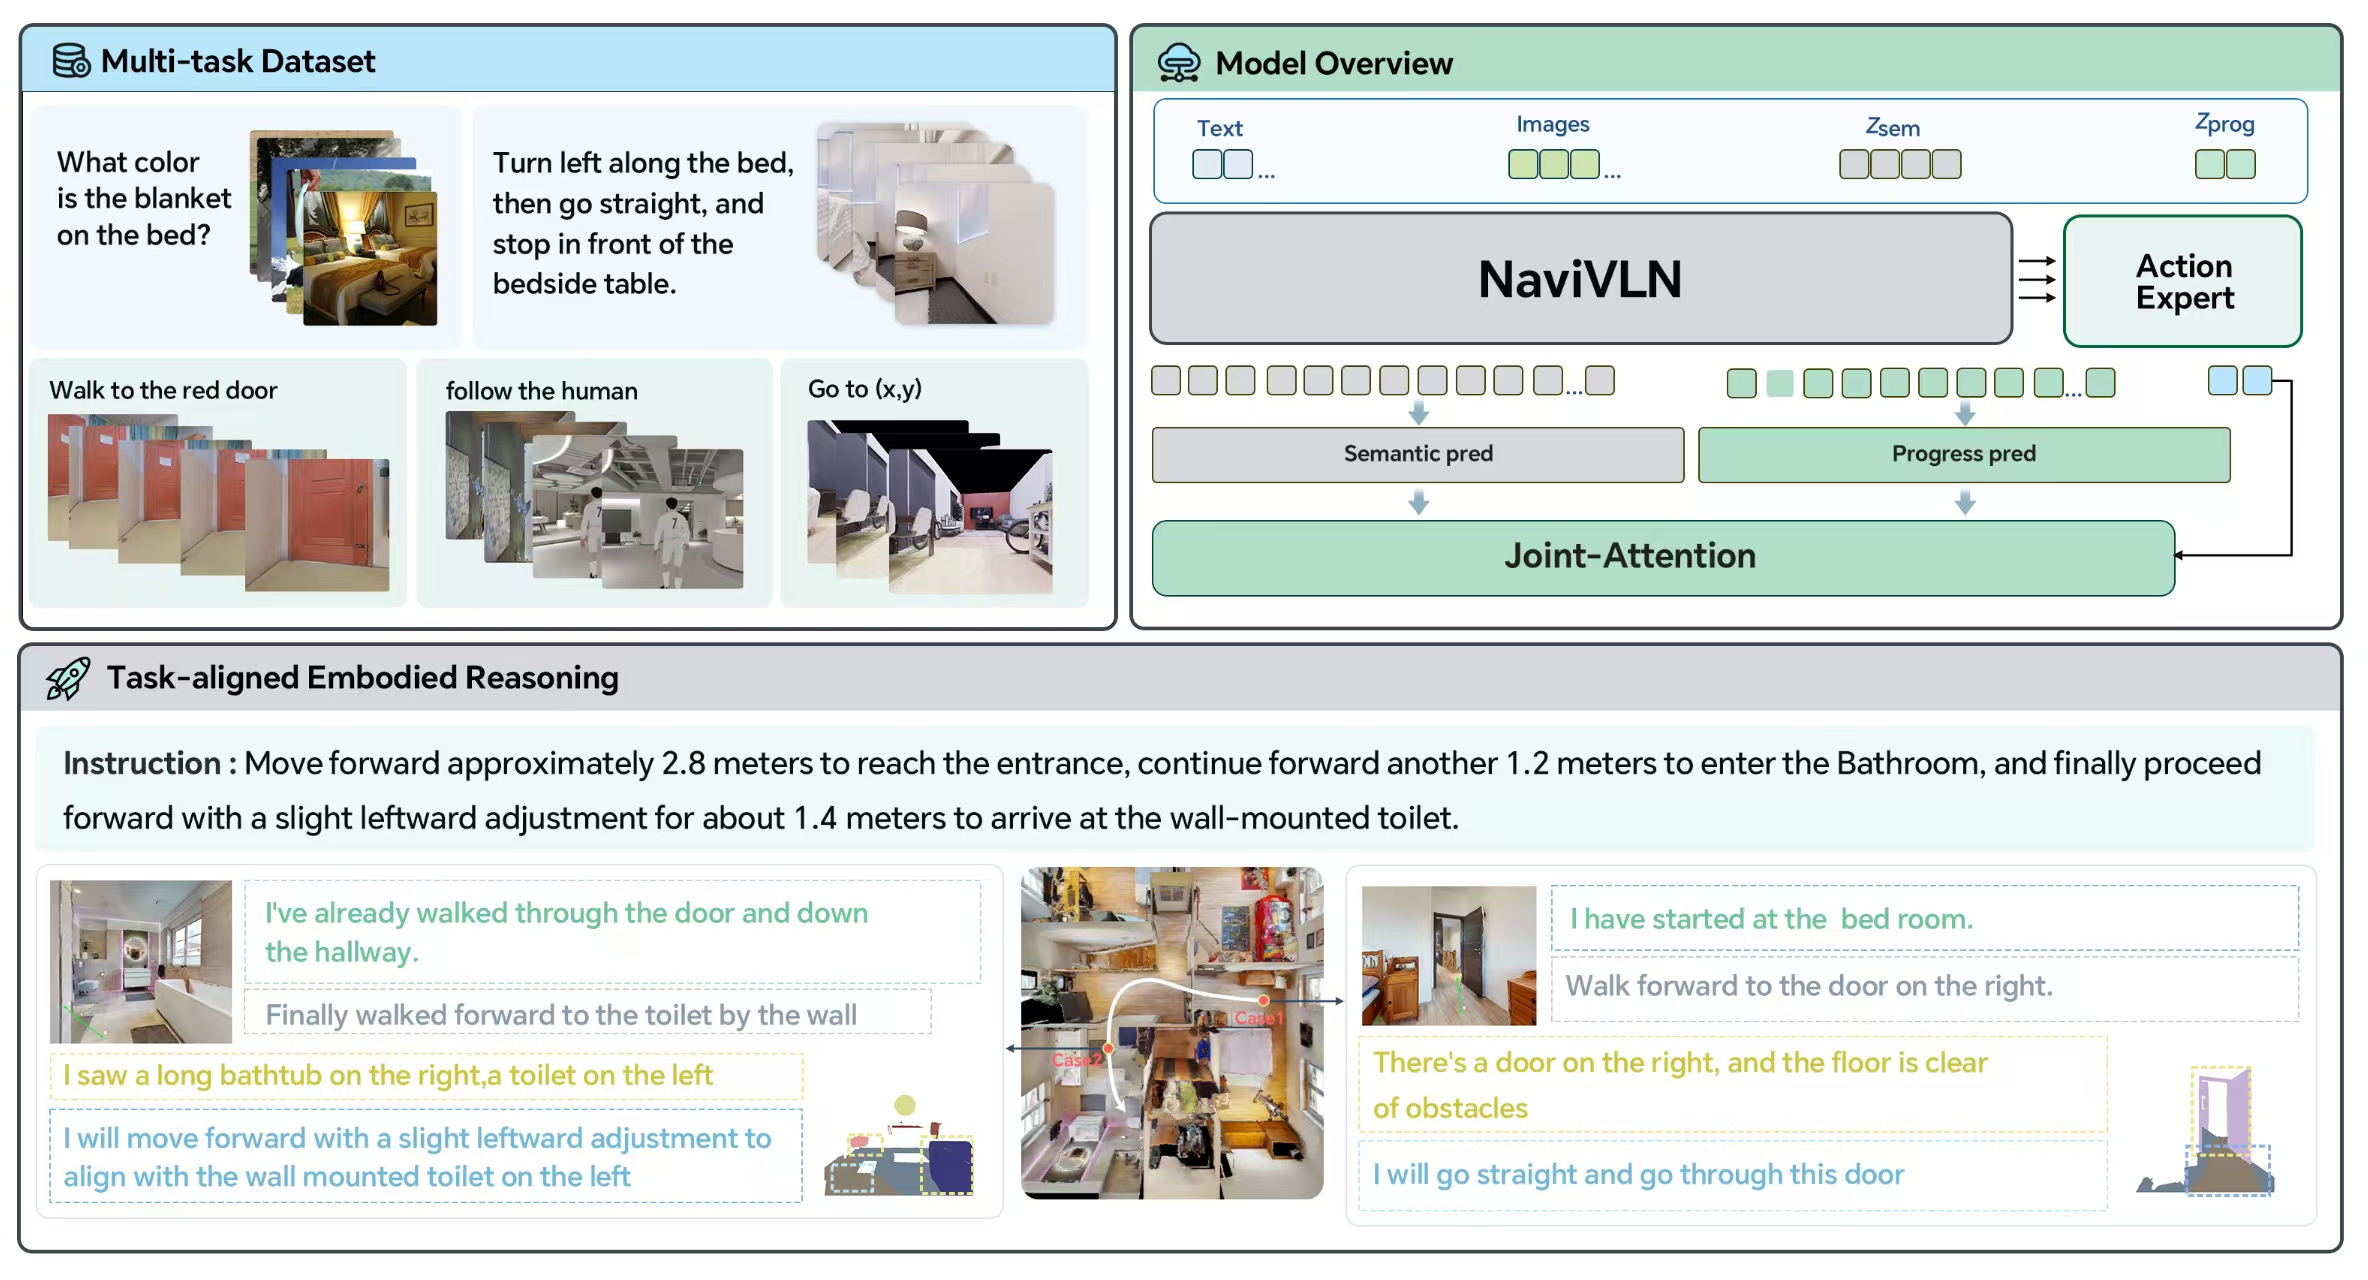 Multi-task Dataset
What color
is the blanket
on the bed?
Turn left along the bed,
then go straight, and
stop in front of the
bedside table.
Walk to the red door
follow the human
7
7
Go to (x,y)
Model Overview
Text
Images
Zsem
Zprog
...
...
NaviVLN
Action
Expert
...
...
Semantic pred
Progress pred
Joint-Attention
Task-aligned Embodied Reasoning
Instruction : Move forward approximately 2.8 meters to reach the entrance, continue forward another 1.2 meters to enter the Bathroom, and finally proceed
forward with a slight leftward adjustment for about 1.4 meters to arrive at the wall-mounted toilet.
I've already walked through the door and down
the hallway.
Finally walked forward to the toilet by the wall
I saw a long bathtub on the right,a toilet on the left
I will move forward with a slight leftward adjustment to
align with the wall mounted toilet on the left
Case1
Case2
I have started at the bed room.
Walk forward to the door on the right.
There's a door on the right, and the floor is clear
of obstacles
I will go straight and go through this door